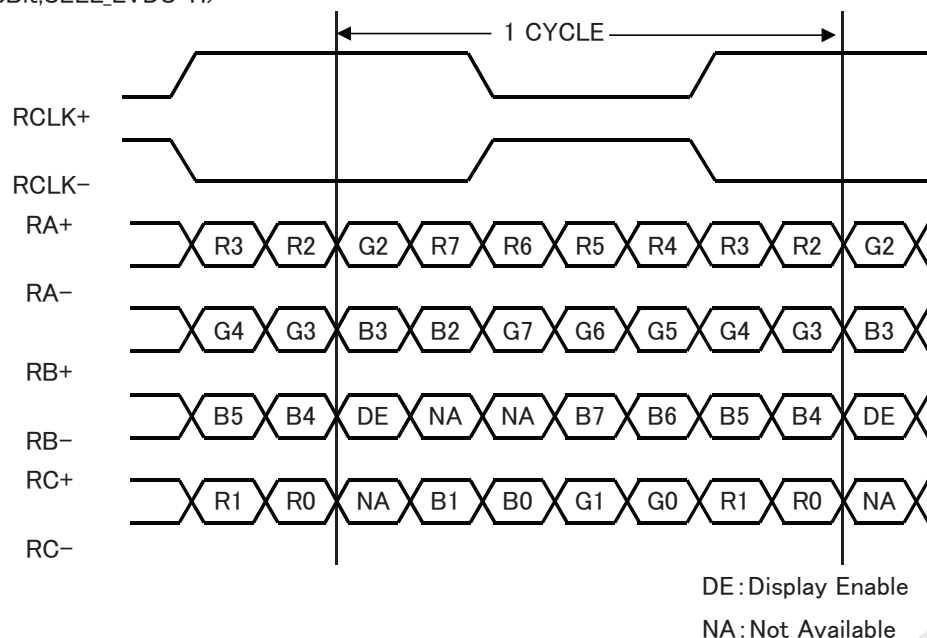 1 CYCLE
RCLK+
RCLK-
RA+
R3 R2 G2 R7 R6 R5 R4 R3 R2 G2
RA-
G4 G3 B3 B2 G7 G6 G5 G4 G3 B3
RB+
B5 B4 DE NA NA B7 B6 B5 B4 DE
RB-
RC+
R1 R0 NA B1 B0 G1 G0 R1 R0 NA
RC-
DE:Display Enable
NA:Not Available